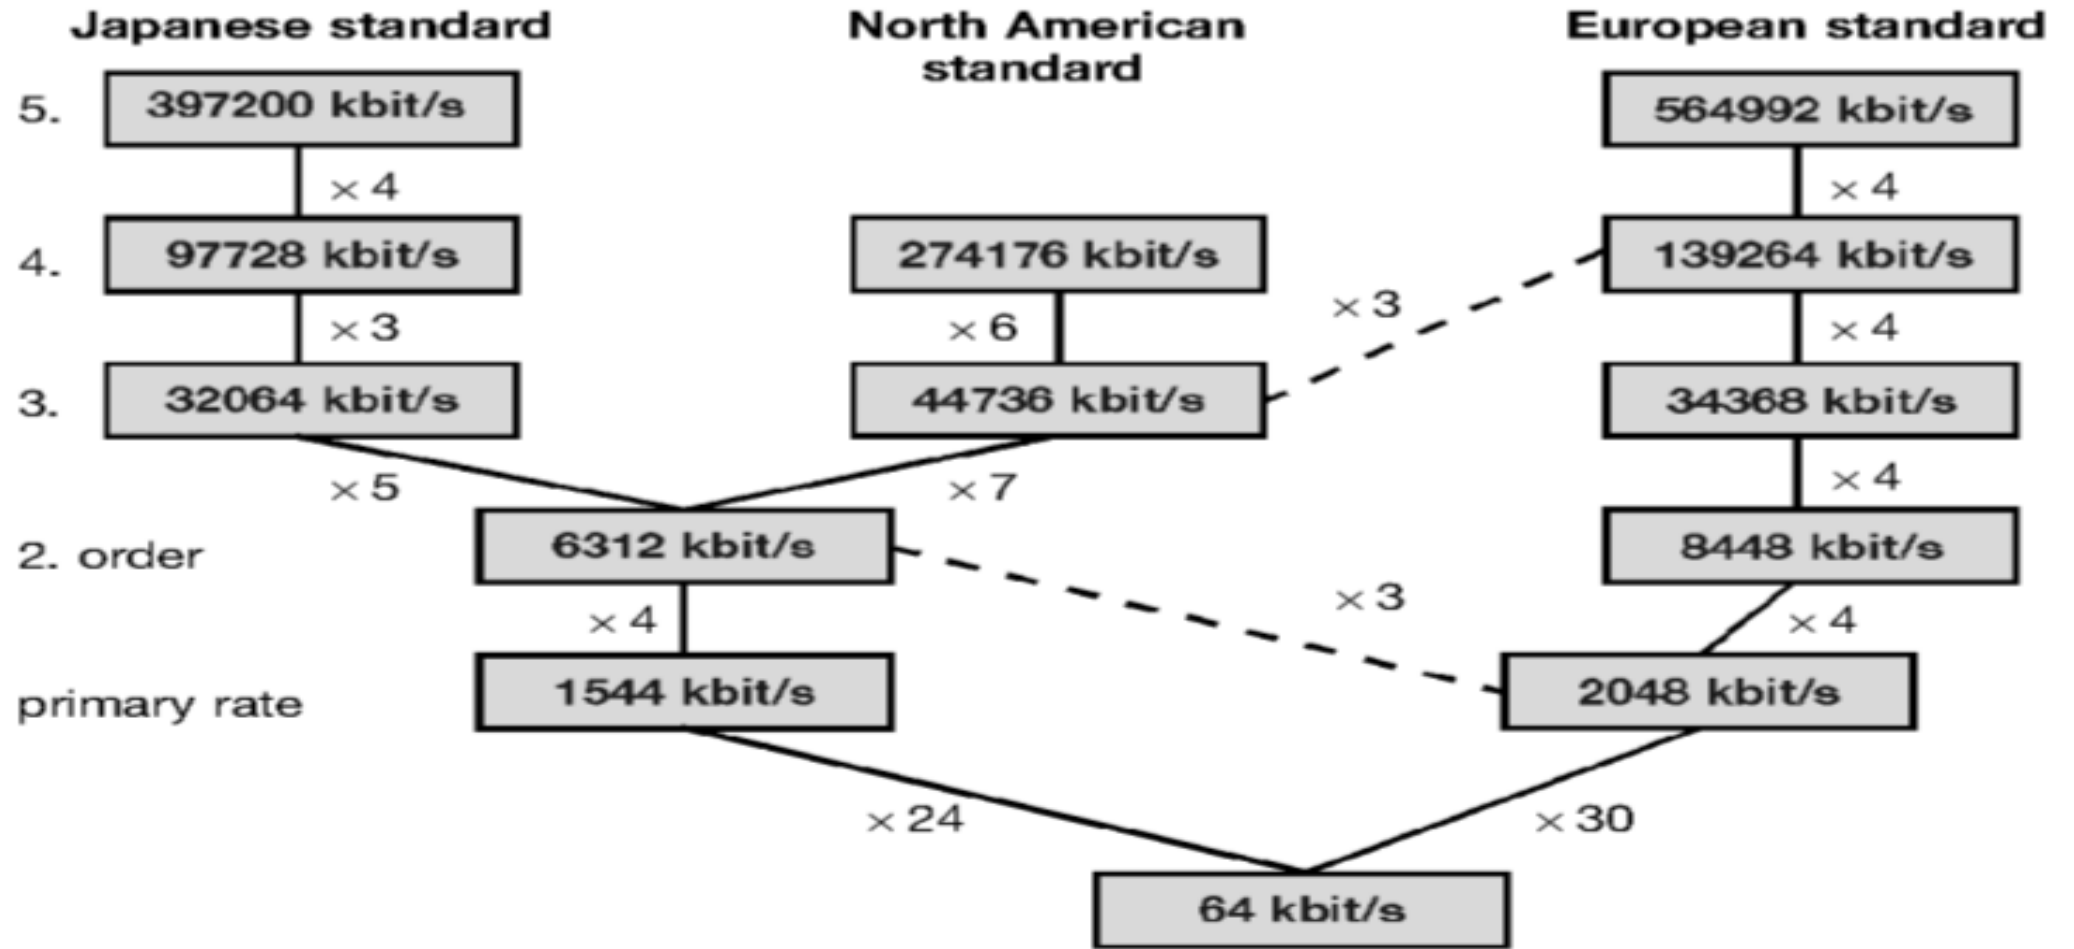 Japanese standard
North American
standard
European standard
5.
397200 kbit/s
564992 kbit/s
× 4
× 4
4.
97728 kbit/s
274176 kbit/s
139264 kbit/s
× 3
× 6
× 3
× 4
3.
32064 kbit/s
44736 kbit/s
34368 kbit/s
× 5
× 7
× 4
2. order
6312 kbit/s
8448 kbit/s
× 4
× 3
× 4
primary rate
1544 kbit/s
2048 kbit/s
× 24
× 30
64 kbit/s